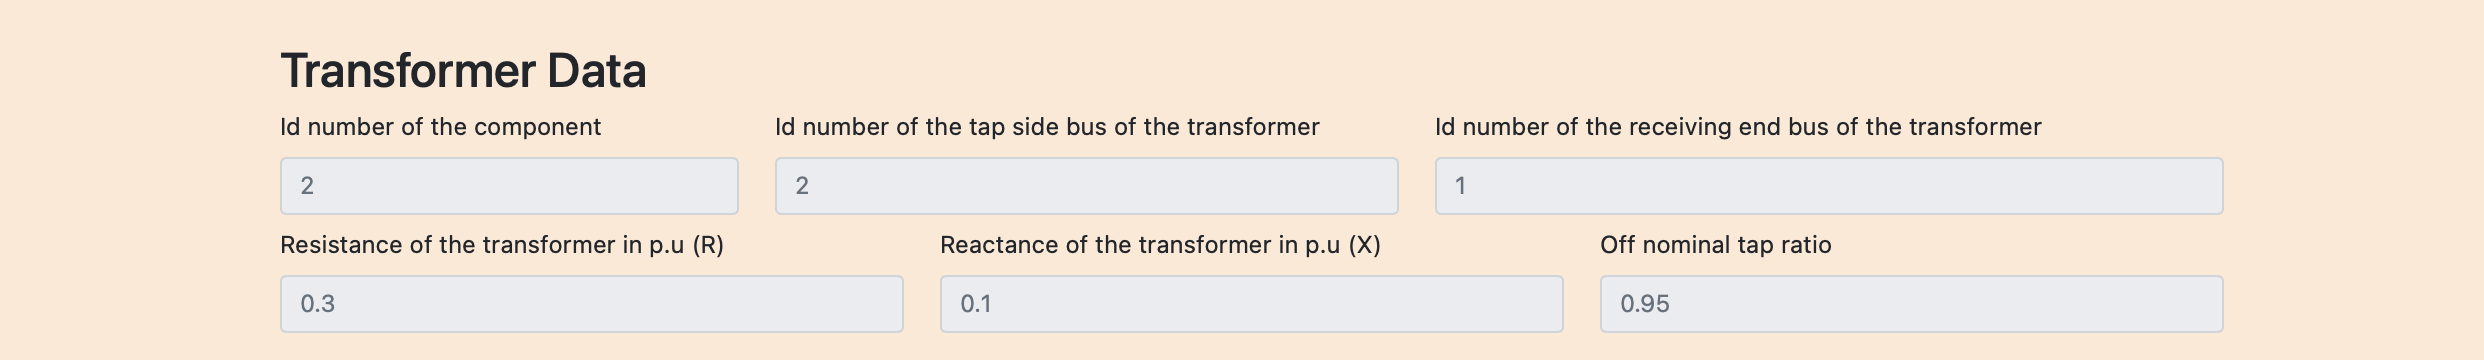 Transformer Data
Id number of the component
Id number of the tap side bus of the transformer
Id number of the receiving end bus of the transformer
2
2
1
Resistance of the transformer in p.u (R)
Reactance of the transformer in p.u (X)
Off nominal tap ratio
0.3
0.1
0.95